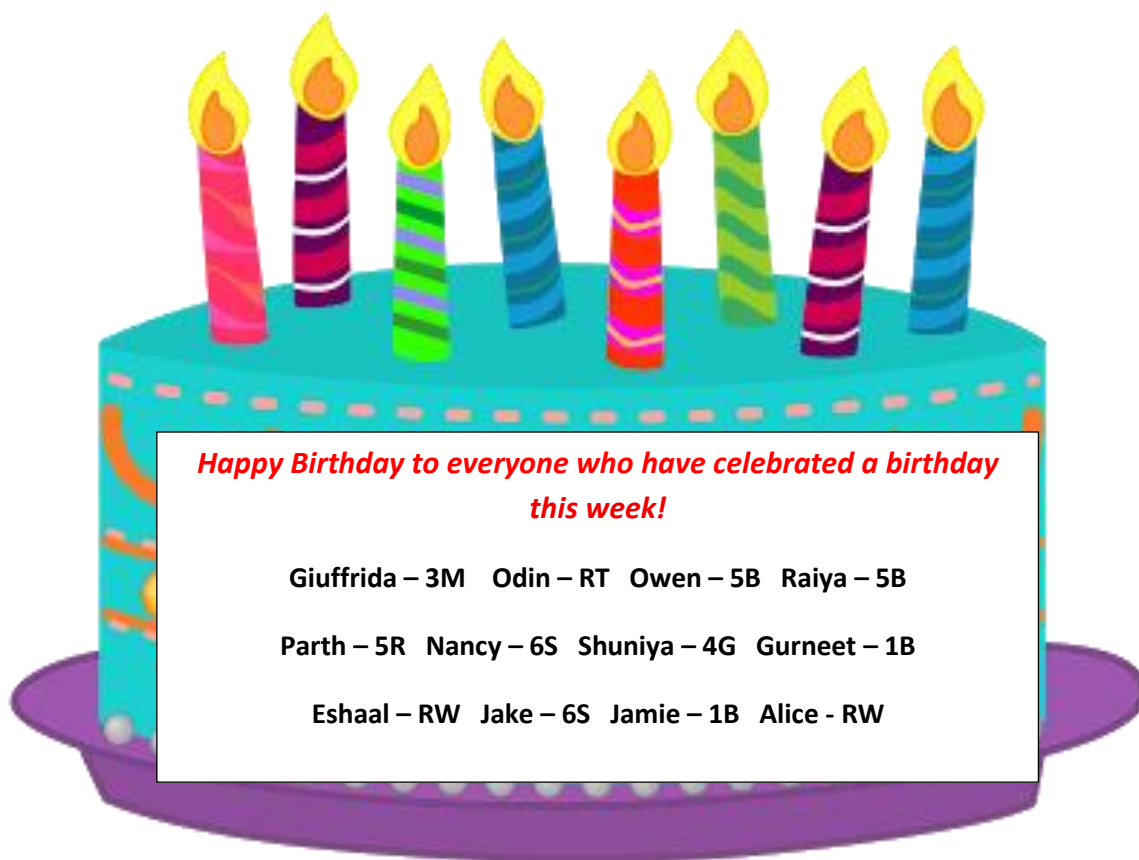 Happy Birthday to everyone who have celebrated a birthday
this week!
Giuffrida – 3M Odin – RT Owen – 5B Raiya – 5B
Parth – 5R Nancy – 6S Shuniya – 4G Gurneet – 1B
Eshaal – RW Jake – 6S Jamie – 1B Alice - RW